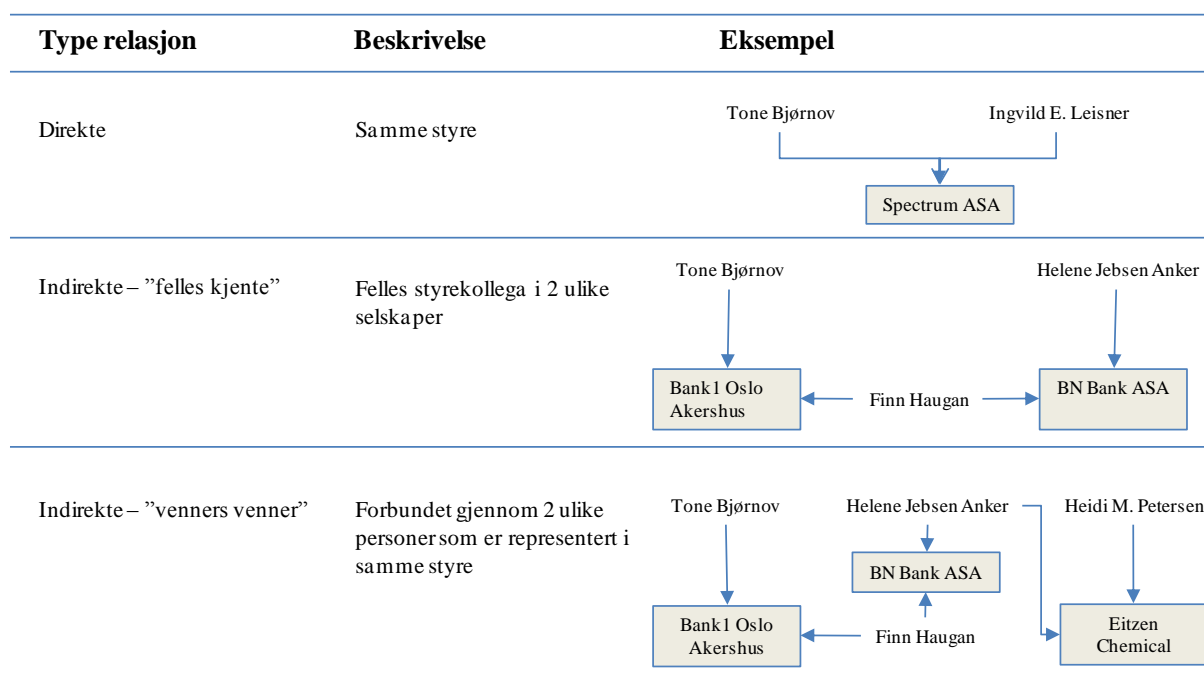 Type relasjon Beskrivelse Eksempel
Direkte
Samme styre
Tone Bjørnov Ingvild E. Leisner
Spectrum ASA
Indirekte – ”felles kjente”
Felles styrekollega i 2 ulike
selskaper
Tone Bjørnov Helene Jebsen Anker
Bank1 Oslo
Akershus
Finn Haugan
BN Bank ASA
Indirekte – ”venners venner”
Forbundet gjennom 2 ulike
personer som er representert i
samme styre
Tone Bjørnov Helene Jebsen Anker Heidi M. Petersen
BN Bank ASA
Bank1 Oslo
Akershus
Finn Haugan
Eitzen
Chemical